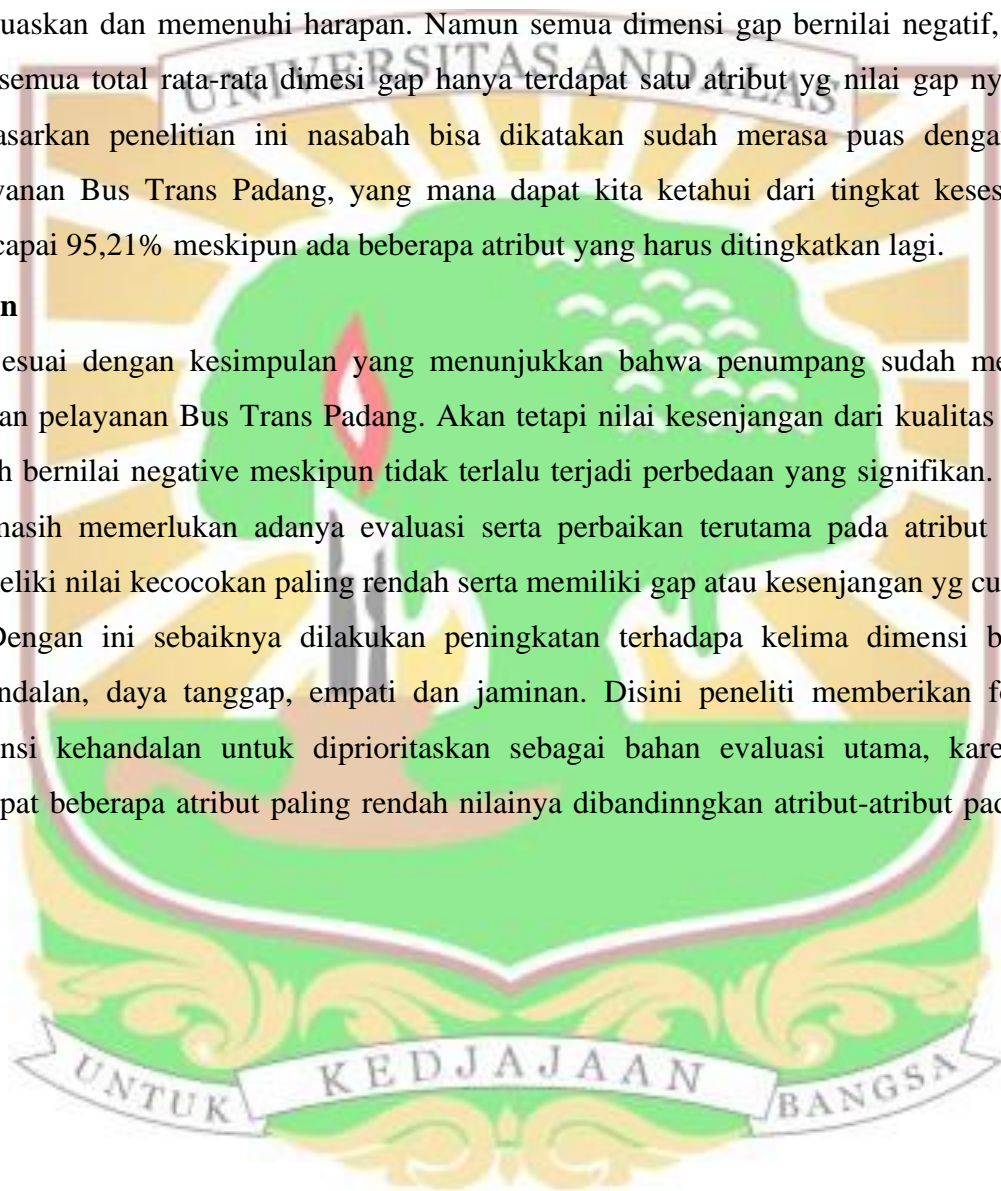 uaskan dan memenuhi harapan. Namun semua dimensi gap bernilai negatif,
semua total rata-rata dimesi gap hanya terdapat satu atribut yg nilai gap ny
UNIVERSITAS ANDALAS
asarkan penelitian ini nasabah bisa dikatakan sudah merasa puas denga
yanan Bus Trans Padang, yang mana dapat kita ketahui dari tingkat keses
capai 95,21% meskipun ada beberapa atribut yang harus ditingkatkan lagi.
n
esuai dengan kesimpulan yang menunjukkan bahwa penumpang sudah me
an pelayanan Bus Trans Padang. Akan tetapi nilai kesenjangan dari kualitas
h bernilai negative meskipun tidak terlalu terjadi perbedaan yang signifikan.
masih memerlukan adanya evaluasi serta perbaikan terutama pada atribut
eliki nilai kecocokan paling rendah serta memiliki gap atau kesenjangan yg cu
Dengan ini sebaiknya dilakukan peningkatan terhadapa kelima dimensi b
ndalan, daya tanggap, empati dan jaminan. Disini peneliti memberikan fo
nsi kehandalan untuk diprioritaskan sebagai bahan evaluasi utama, kare
pat beberapa atribut paling rendah nilainya dibandinngkan atribut-atribut pad
UNTUK KEDJAJAAN BANGSA